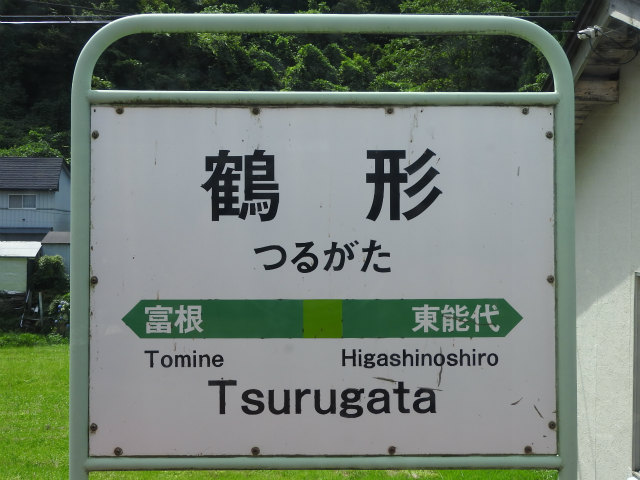 鶴形
つるがた
富根 東能代
Tomine Higashinoshiro
Tsurugata